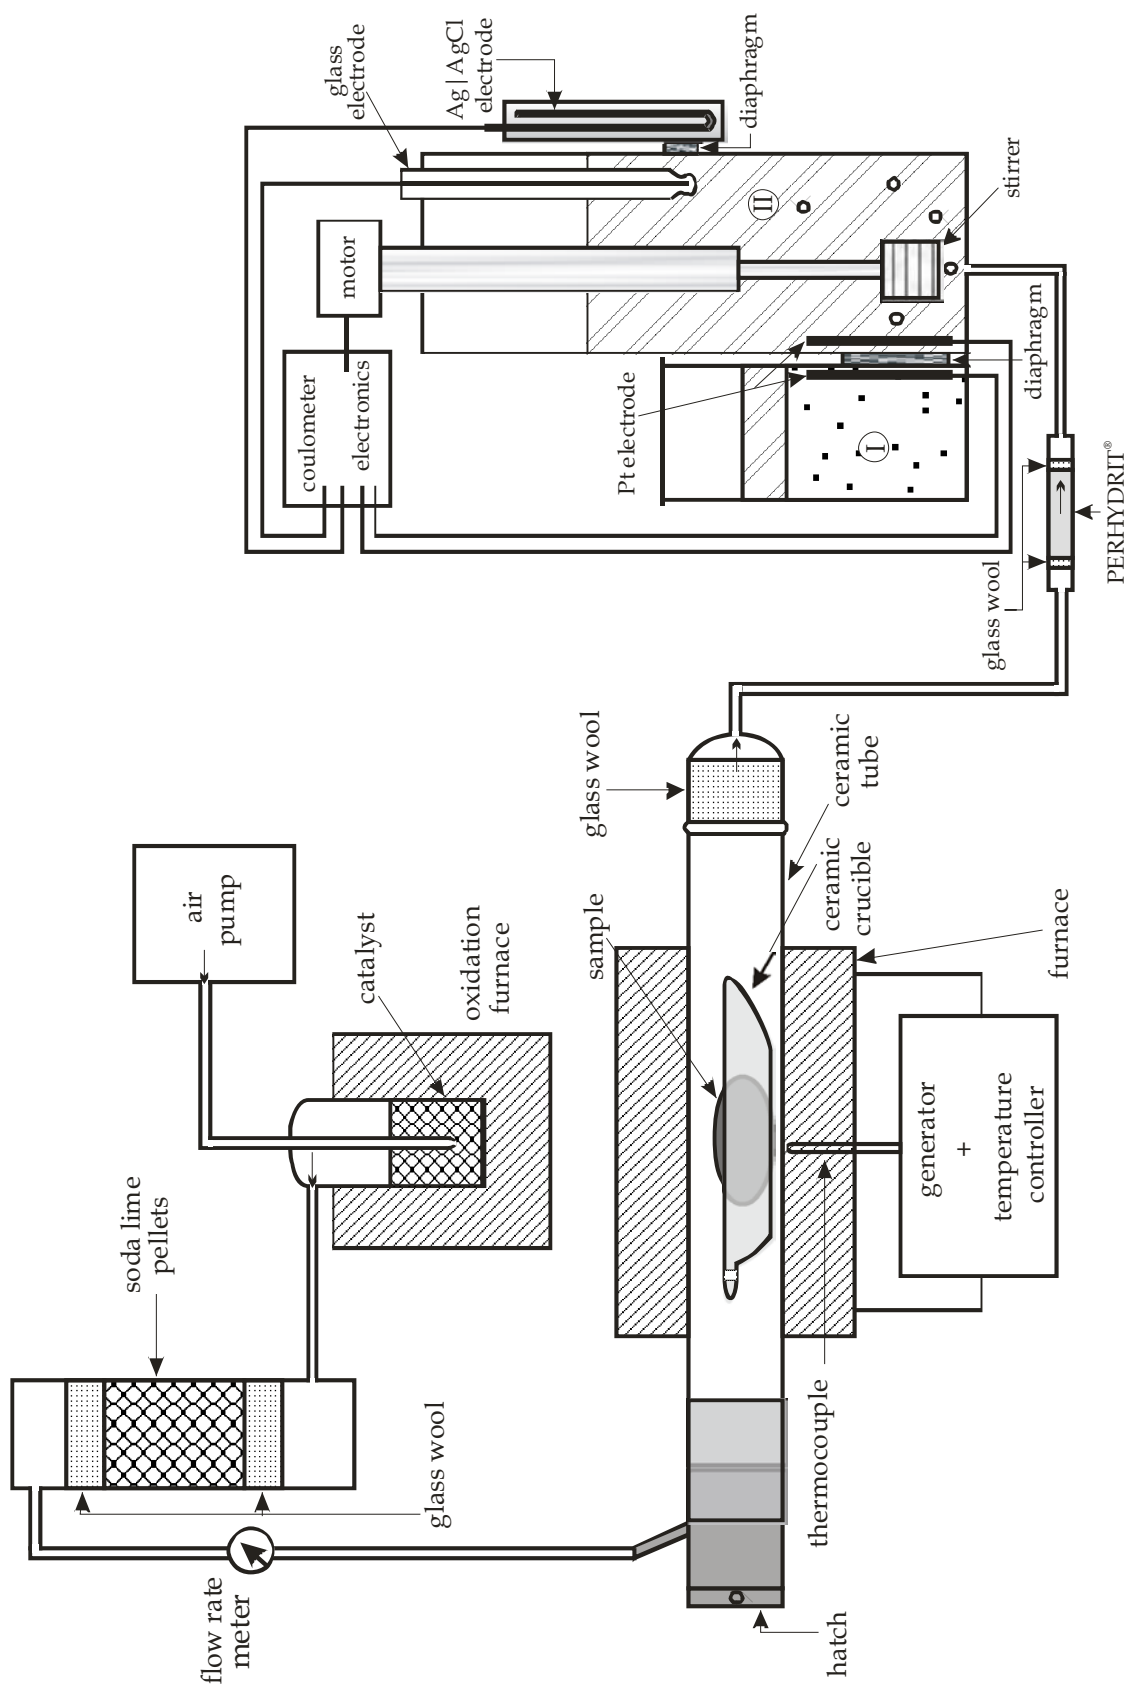 flow rate
meter
glass wool
soda lime
pellets
catalyst
oxidation
furnace
air
pump
hatch
thermocouple
generator
+
temperature
controller
furnace
sample
ceramic
crucible
ceramic
tube
glass wool
glass wool
PERHYDRIT®
coulometer
electronics
motor
glass
electrode
Ag|AgCl
electrode
diaphragm
Pt electrode
I
II
stirrer
diaphragm